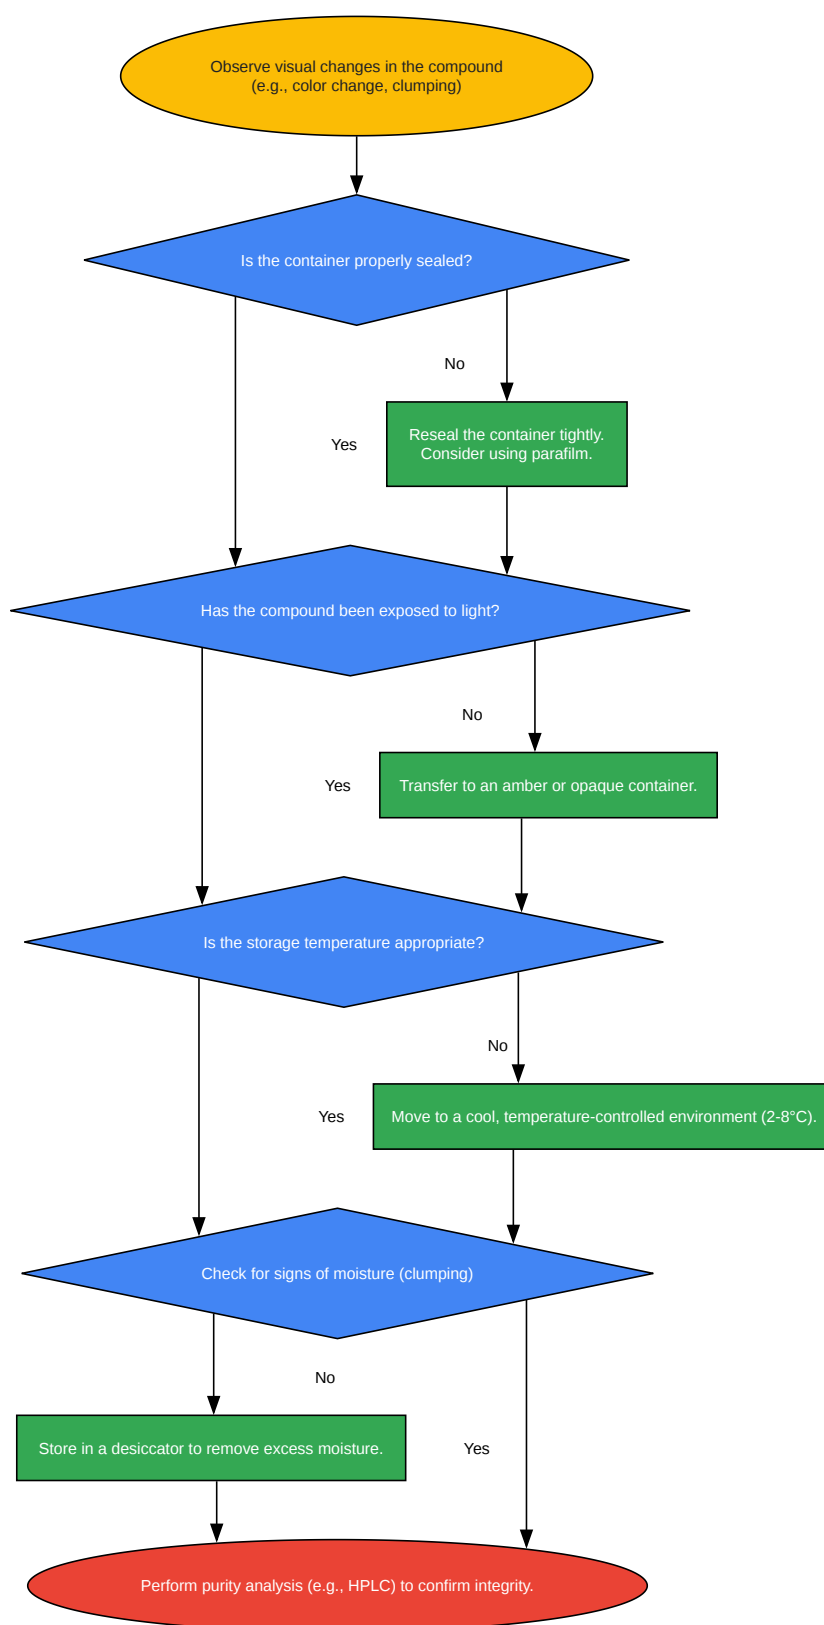 Observe visual changes in the compound
(e.g., color change, clumping)
Is the container properly sealed?
No
Reseal the container tightly.
Consider using parafilm.
Yes
Has the compound been exposed to light?
No
Yes
Transfer to an amber or opaque container.
Is the storage temperature appropriate?
No
Yes
Move to a cool, temperature-controlled environment (2-8°C).
Check for signs of moisture (clumping)
No
Store in a desiccator to remove excess moisture.
Yes
Perform purity analysis (e.g., HPLC) to confirm integrity.